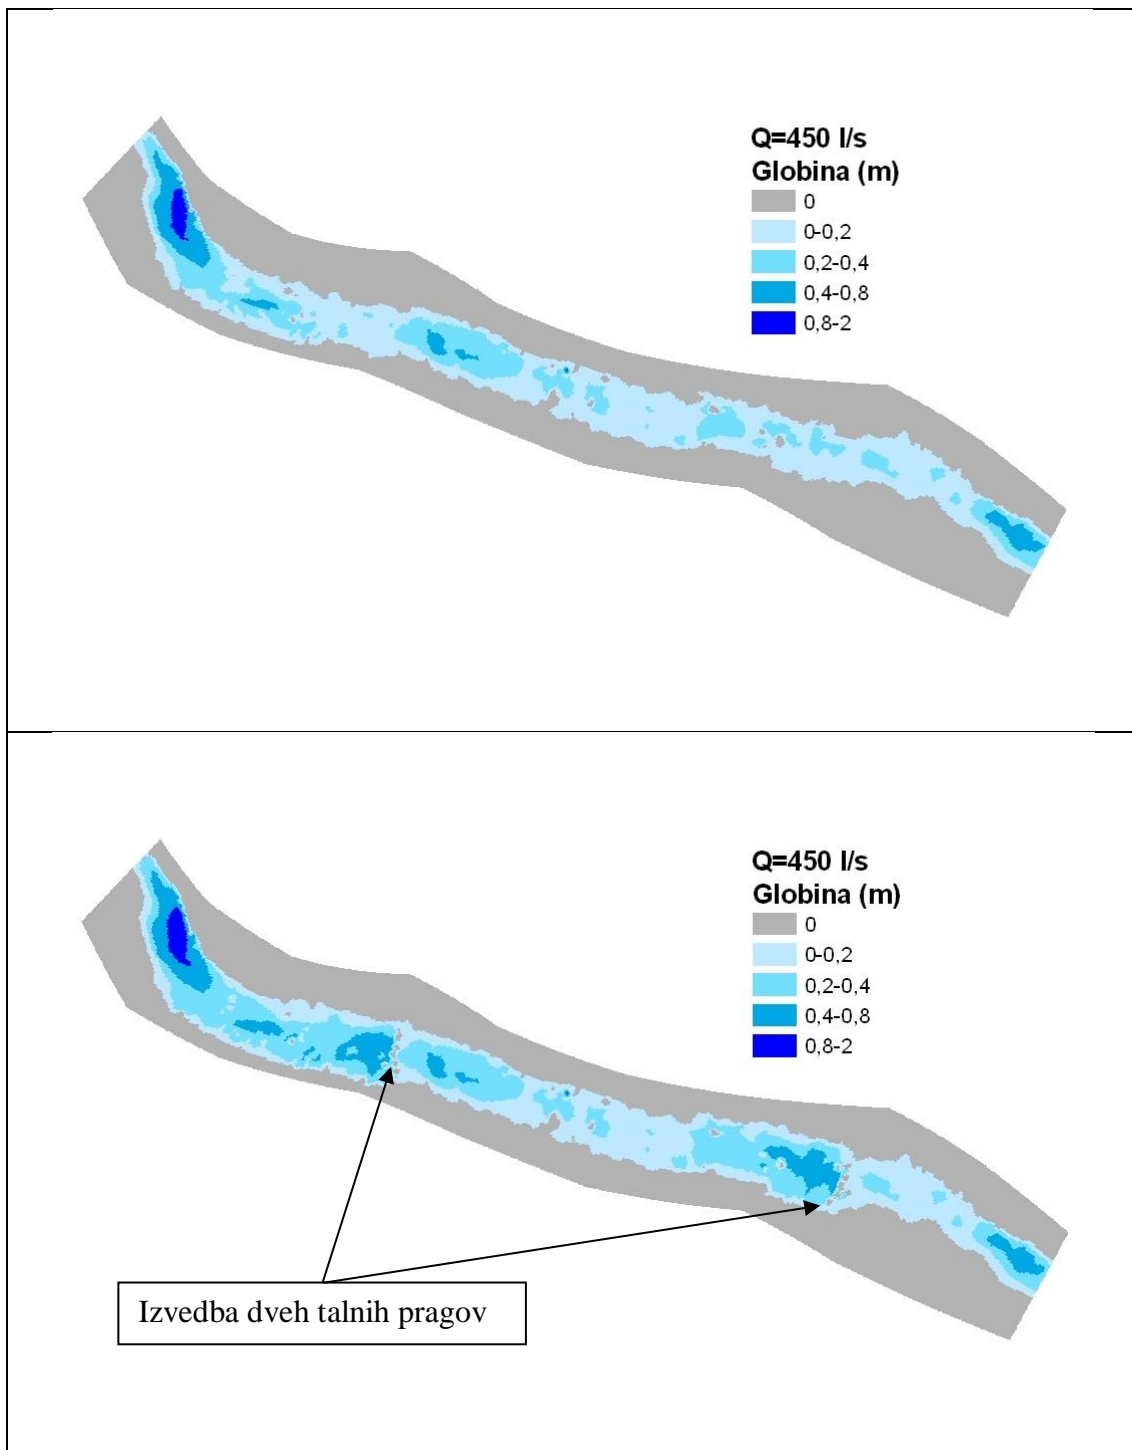 Q=450 l/s
Globina (m)
0
0-0,2
0,2-0,4
0,4-0,8
0,8-2
Q=450 l/s
Globina (m)
0
0-0,2
0,2-0,4
0,4-0,8
0,8-2
Izvedba dveh talnih pragov